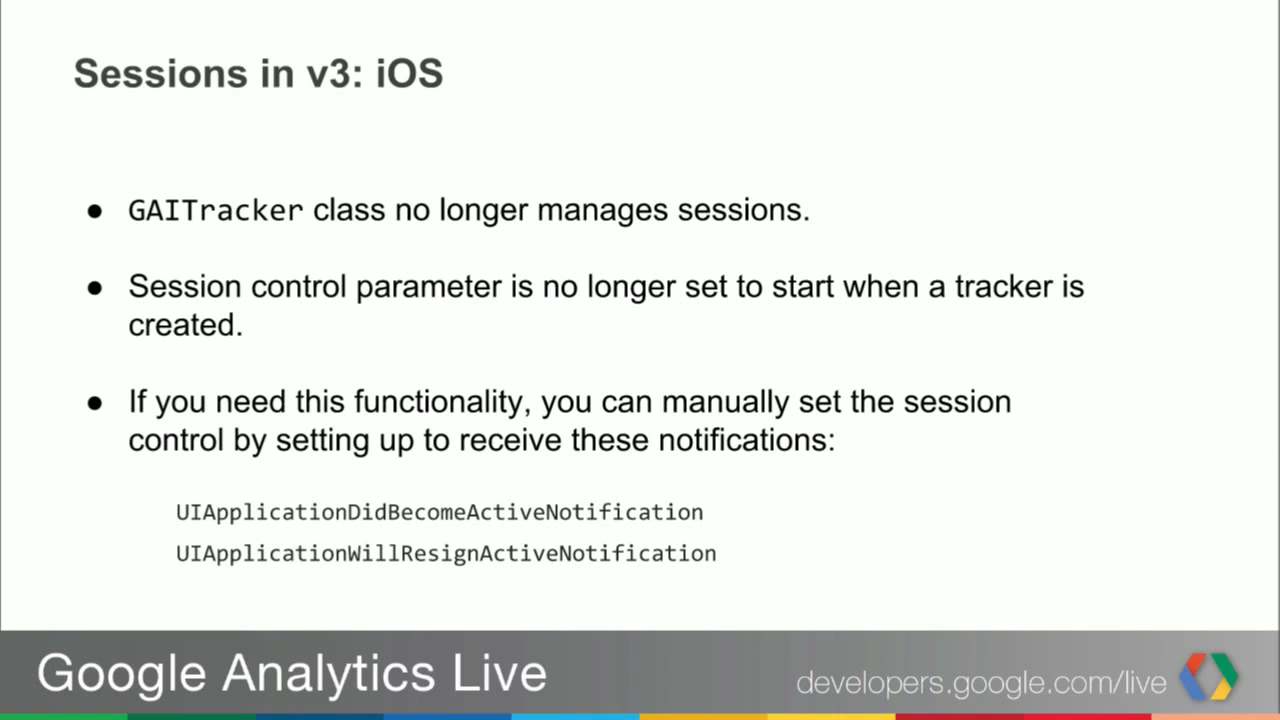 Sessions in v3: iOS
● GAITracker class no longer manages sessions.
● Session control parameter is no longer set to start when a tracker is
created.
● If you need this functionality, you can manually set the session
control by setting up to receive these notifications:
UIApplicationDidBecomeActiveNotification
UIApplicationWillResignActiveNotification
Google Analytics Live
developers.google.com/live